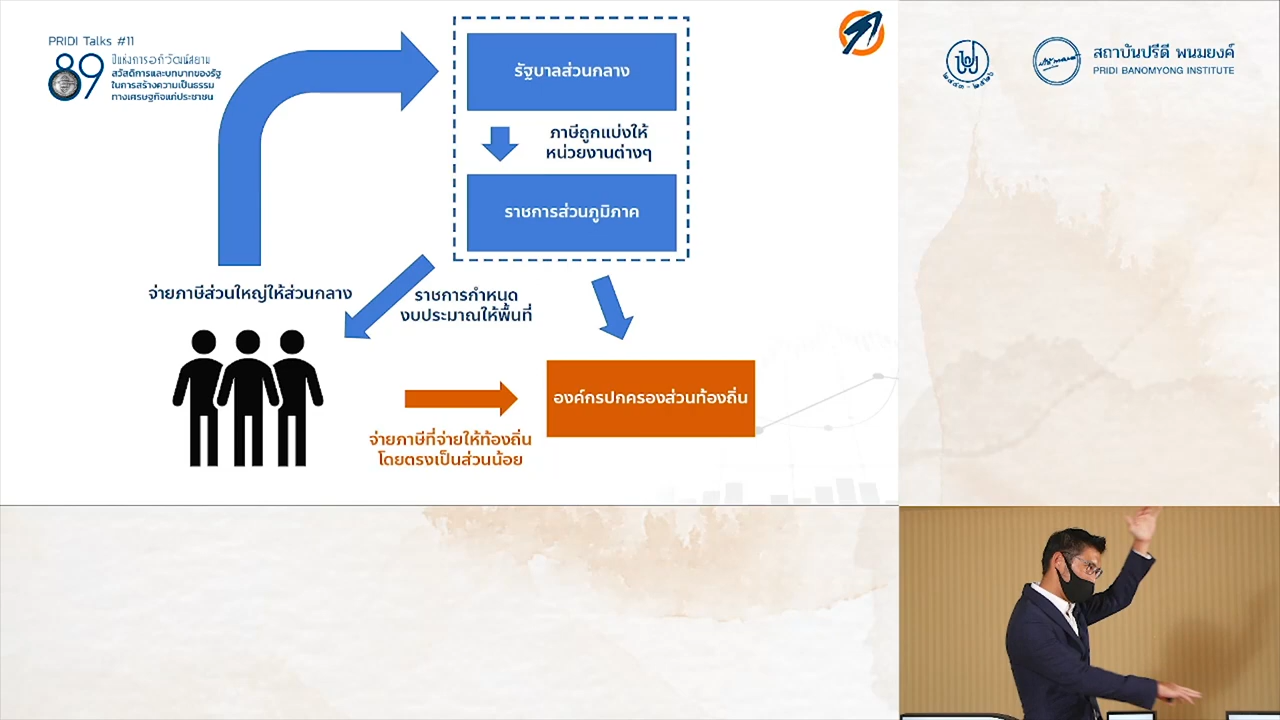 PRIDI Talks #11
89
ปีแห่งการอภิวัฒน์สยาม
สวัสดิการและบทบาทของรัฐ
ในการสร้างความเป็นธรรม
ทางเศรษฐกิจแก่ประชาชน
รัฐบาลส่วนกลาง
ภาษีถูกแบ่งให้
หน่วยงานต่างๆ
ราชการส่วนภูมิภาค
จ่ายภาษีส่วนใหญ่ให้ส่วนกลาง
ราชการกำหนด
งบประมาณให้พื้นที่
องค์กรปกครองส่วนท้องถิ่น
จ่ายภาษีที่จ่ายให้ท้องถิ่น
โดยตรงเป็นส่วนน้อย
๒๔๔๓ - ๒๕๒๖
สถาบันปรีดี พนมยงค์
PRIDI BANOMYONG INSTITUTE